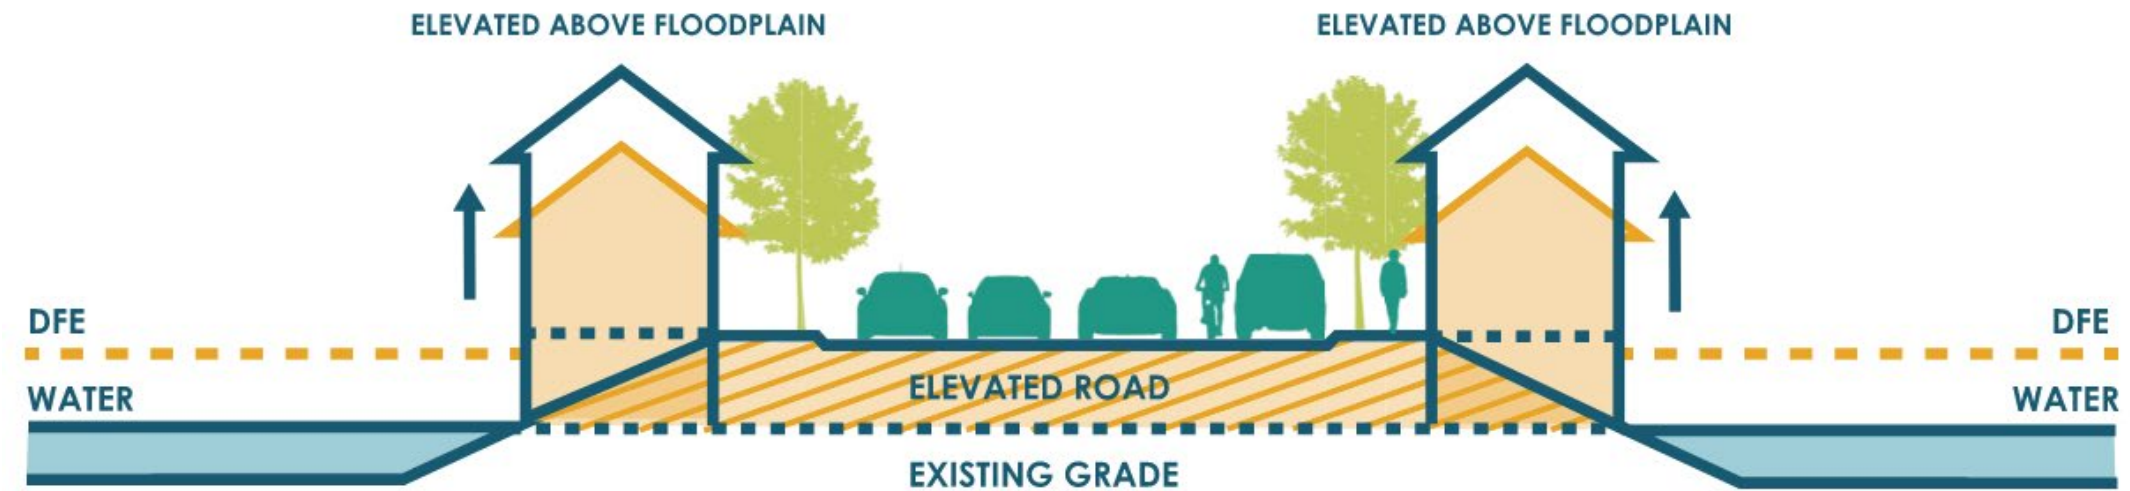 ELEVATED ABOVE FLOODPLAIN
ELEVATED ABOVE FLOODPLAIN
DFE
DFE
WATER
ELEVATED ROAD
WATER
EXISTING GRADE